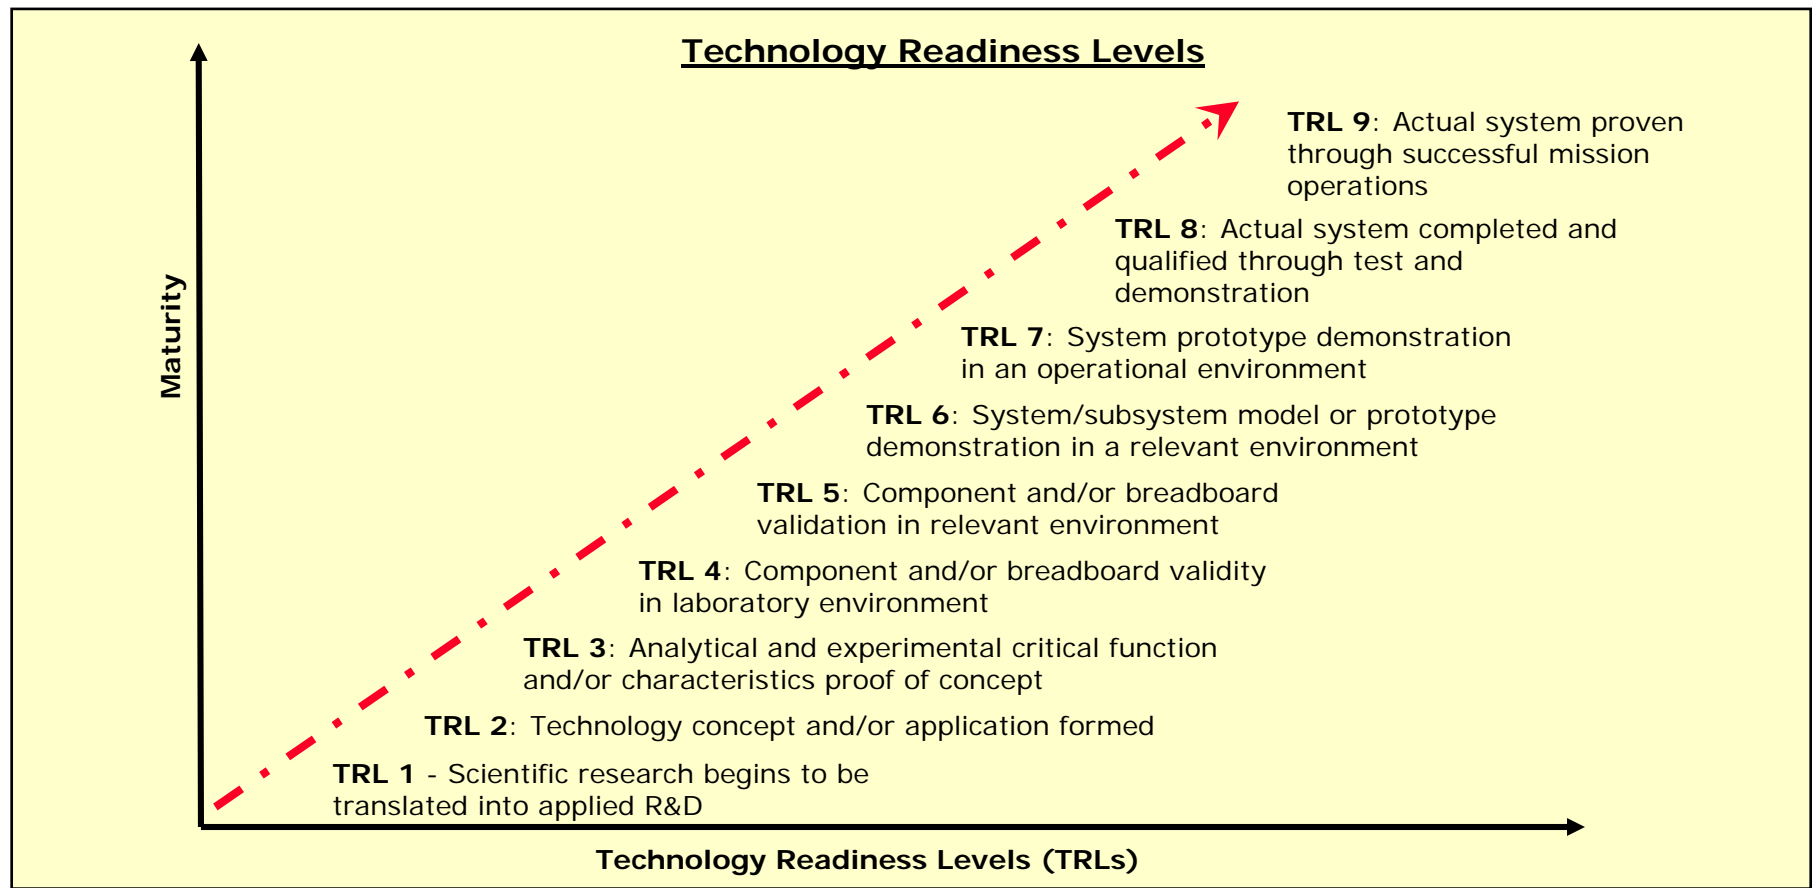 Technology Readiness Levels
TRL 9: Actual system proven
through successful mission
operations
TRL 8: Actual system completed and
qualified through test and
demonstration
Maturity
TRL 7: System prototype demonstration
in an operational environment
TRL 6: System/subsystem model or prototype
demonstration in a relevant environment
TRL 5: Component and/or breadboard
validation in relevant environment
TRL 4: Component and/or breadboard validity
in laboratory environment
TRL 3: Analytical and experimental critical function
and/or characteristics proof of concept
TRL 2: Technology concept and/or application formed
TRL 1 - Scientific research begins to be
translated into applied R&D
Technology Readiness Levels (TRLs)